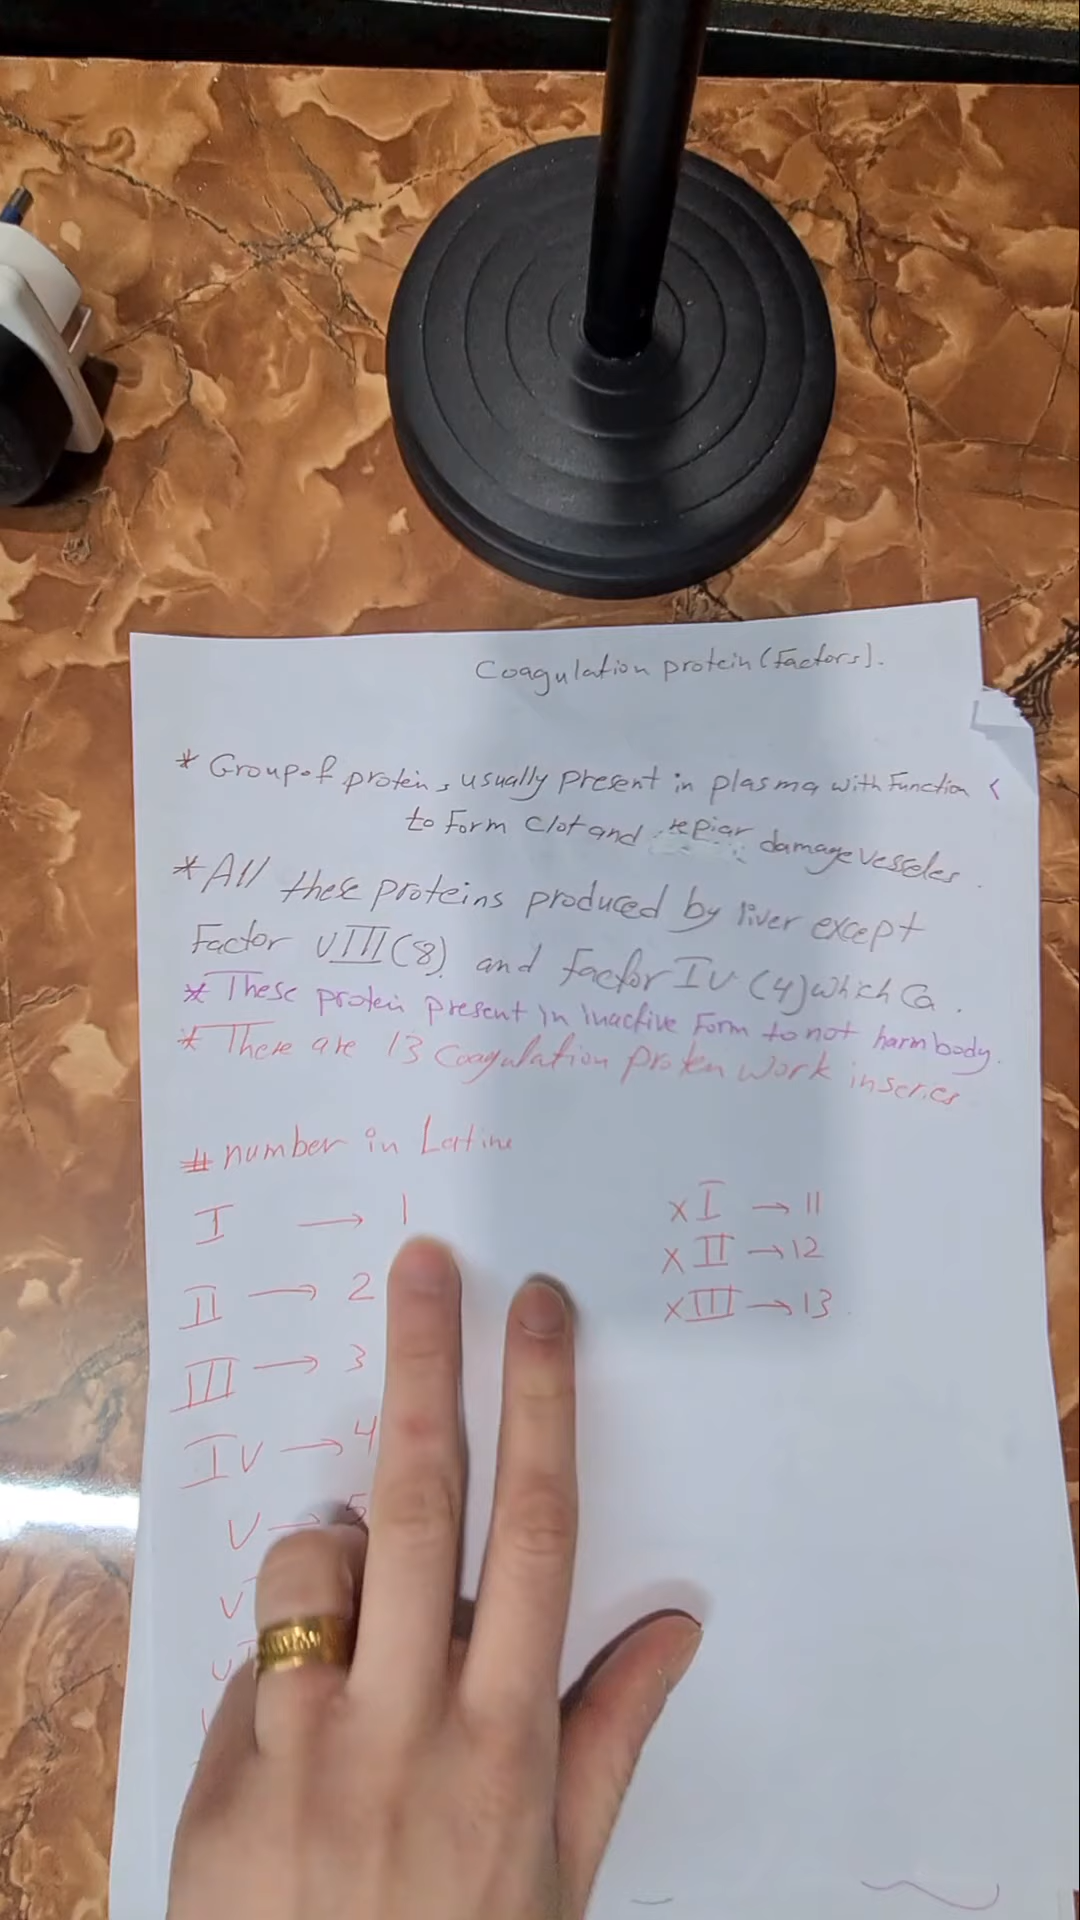 Coagulation protein (Factors).
* Group of protein, usually present in plasma with Function
to Form Clot and repiar damage vesseles.
* All these proteins produced by liver except
Factor VIII (8) and factor IV (4) which Ca.
* These protein present in inactive Form to not harm body.
* There are 13 Coagulation protein work in series
# number in Latine
I → 1
II → 2
III → 3
IV → 4
V → 5
XI → 11
XII → 12
XIII → 13